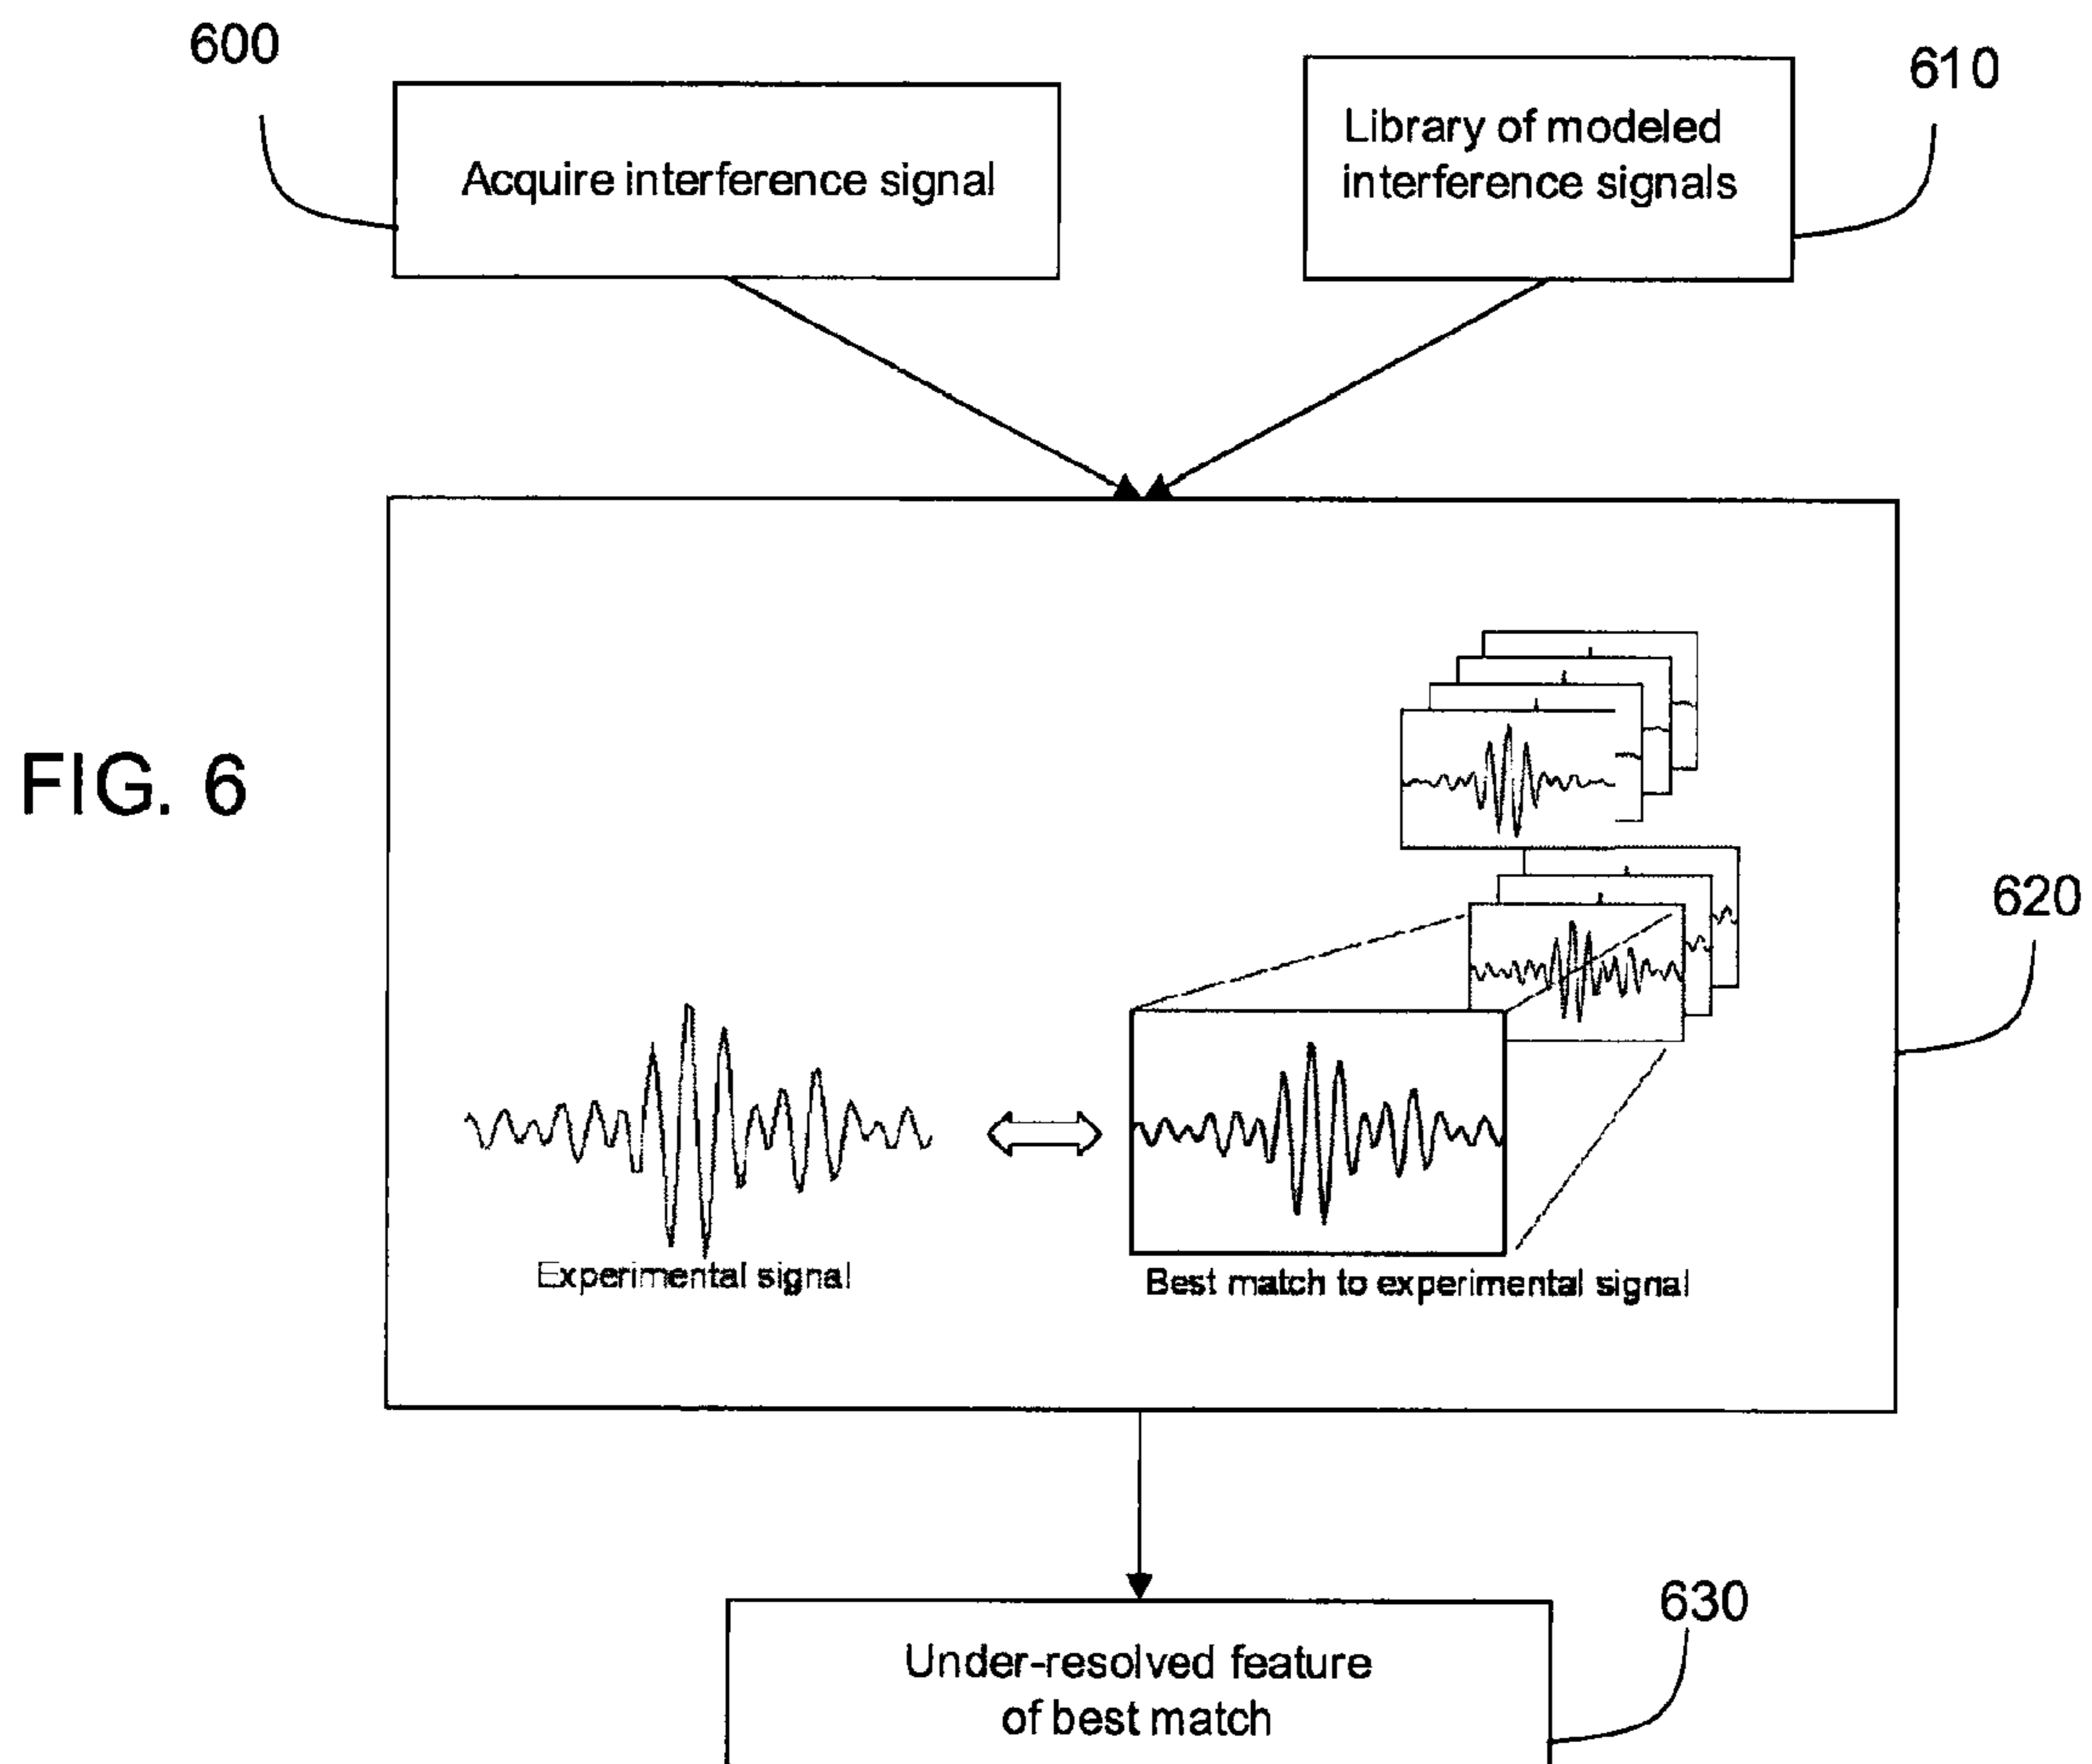 600
610
Acquire interference signal
Library of modeled
interference signals
FIG. 6
620
Experimental signal
Best match to experimental signal
630
Under-resolved feature
of best match